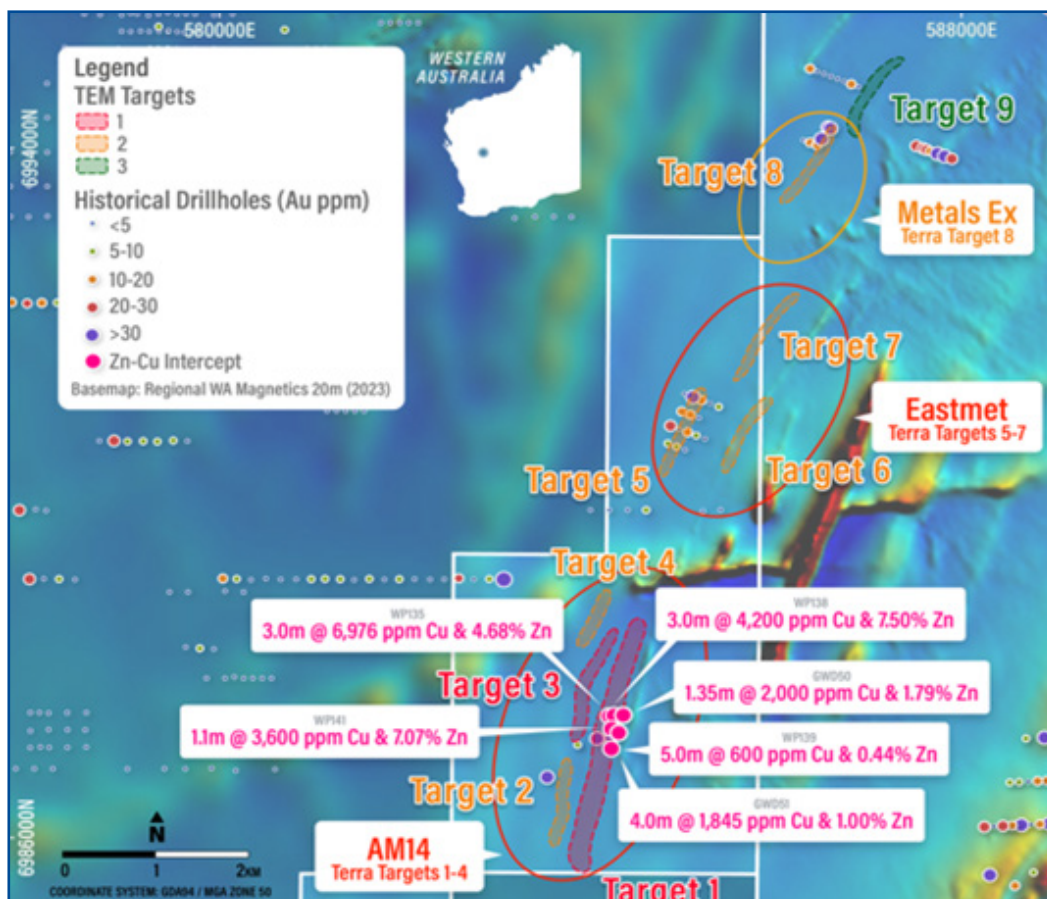 580000E
588000E
6994000N
6986000N
Legend
TEM Targets
1
2
3
Historical Drillholes (Au ppm)
<5
5-10
10-20
20-30
>30
Zn-Cu Intercept
Basemap: Regional WA Magnetics 20m (2023)
WESTERN
AUSTRALIA
Target 9
Target 8
Metals Ex
Terra Target 8
Target 7
Eastmet
Terra Targets 5-7
Target 6
Target 5
Target 4
WP135
3.0m @ 6,976 ppm Cu & 4.68% Zn
WP138
3.0m @ 4,200 ppm Cu & 7.50% Zn
Target 3
GWD50
1.35m @ 2,000 ppm Cu & 1.79% Zn
WP141
1.1m @ 3,600 ppm Cu & 7.07% Zn
WP139
5.0m @ 600 ppm Cu & 0.44% Zn
Target 2
GWD51
4.0m @ 1,845 ppm Cu & 1.00% Zn
AM14
Terra Targets 1-4
Target 1
N
0 1 2KM
COORDINATE SYSTEM: GDA94 / MGA ZONE 50